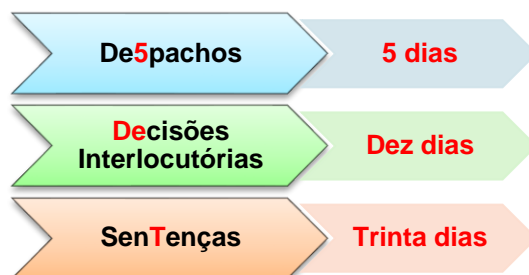 De5pachos
5 dias
Decisões
Interlocutórias
Dez dias
SenTenças
Trinta dias